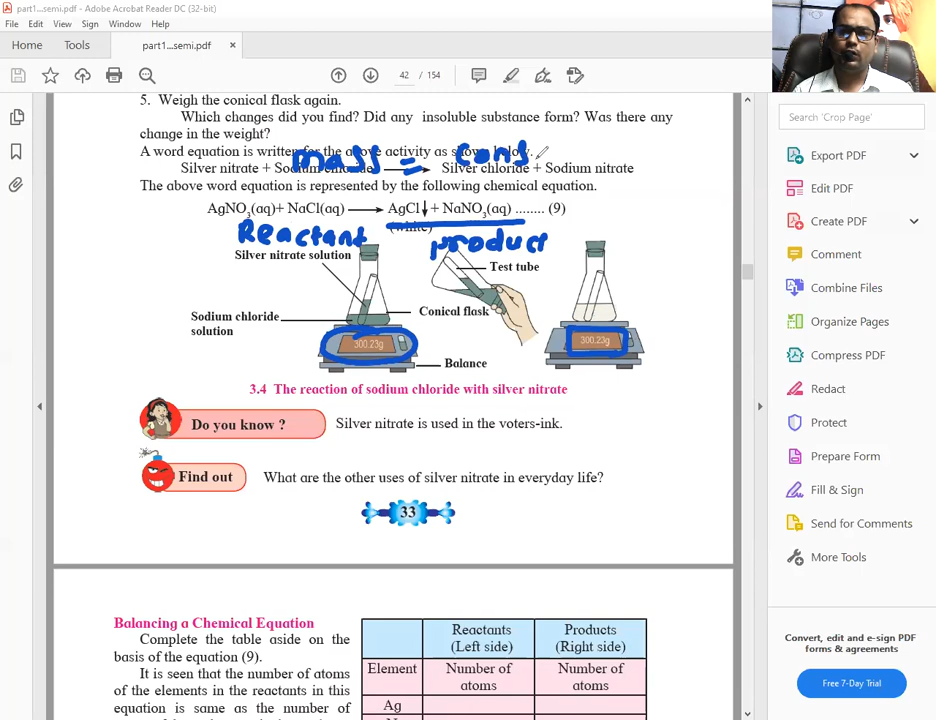 part1...semi.pdf - Adobe Acrobat Reader DC (32-bit)
File Edit View Sign Window Help
Home Tools part1...semi.pdf ×
42 / 154
Search 'Crop Page'
Export PDF
Edit PDF
Create PDF
Comment
Combine Files
Organize Pages
Compress PDF
Redact
Protect
Prepare Form
Fill & Sign
Send for Comments
More Tools
Convert, edit and e-sign PDF
forms & agreements
Free 7-Day Trial
5. Weigh the conical flask again.
Which changes did you find? Did any insoluble substance form? Was there any
change in the weight?
A word equation is written for the above activity as shown below.
mass = cons
Silver nitrate + Sodium chloride Silver chloride + Sodium nitrate
The above word equation is represented by the following chemical equation.
AgNO3(aq)+ NaCl(aq) → AgCl↓ + NaNO3(aq) ........ (9)
(white)
Reactant product
Silver nitrate solution
Test tube
Sodium chloride
solution
Conical flask
300.23g
300.23g
Balance
3.4 The reaction of sodium chloride with silver nitrate
Do you know ? Silver nitrate is used in the voters-ink.
Find out What are the other uses of silver nitrate in everyday life?
33
Balancing a Chemical Equation
Complete the table aside on the
basis of the equation (9).
It is seen that the number of atoms
of the elements in the reactants in this
equation is same as the number of
Reactants
(Left side)
Products
(Right side)
Element
Number of
atoms
Number of
atoms
Ag